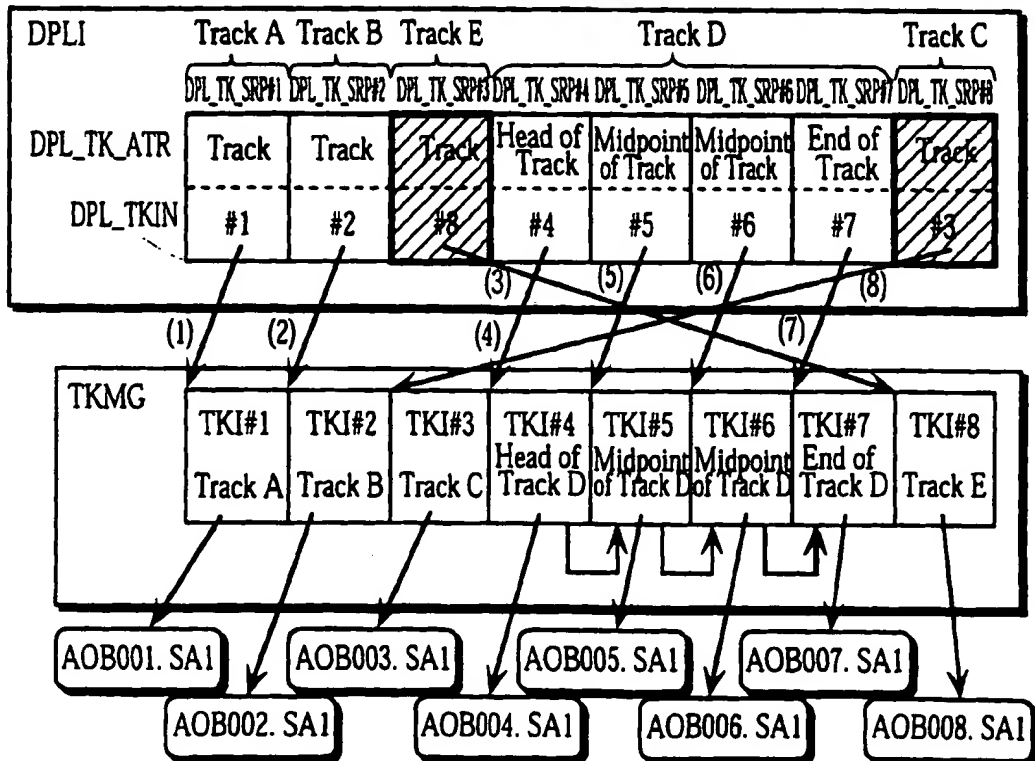 DPLI
Track A Track B Track E Track D Track C
DPL_TK_SRP#1 DPL_TK_SRP#2 DPL_TK_SRP#3 DPL_TK_SRP#4 DPL_TK_SRP#5 DPL_TK_SRP#6 DPL_TK_SRP#7 DPL_TK_SRP#8
DPL_TK_ATR
Track
Track
Track
Head of
Track
Midpoint
of Track
Midpoint
of Track
End of
Track
Track
DPL_TKIN
#1 #2 #8 #4 #5 #6 #7 #3
(1) (2) (3) (4) (5) (6) (7) (8)
TKMG
TKI#1
Track A
TKI#2
Track B
TKI#3
Track C
TKI#4
Head of
Track D
TKI#5
Midpoint
of Track D
TKI#6
Midpoint
of Track D
TKI#7
End of
Track D
TKI#8
Track E
AOB001. SA1
AOB003. SA1
AOB005. SA1
AOB007. SA1
AOB002. SA1
AOB004. SA1
AOB006. SA1
AOB008. SA1